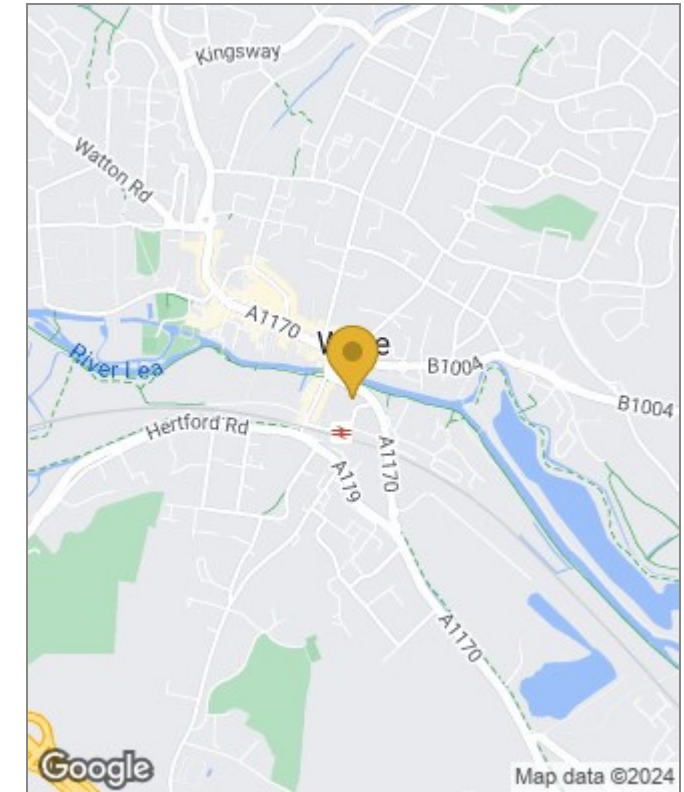 Kingsway
Watton Rd
A1170
River Lea
B1004
B1004
Hertford Rd
A119
A1170
A1170
Google
Map data ©2024